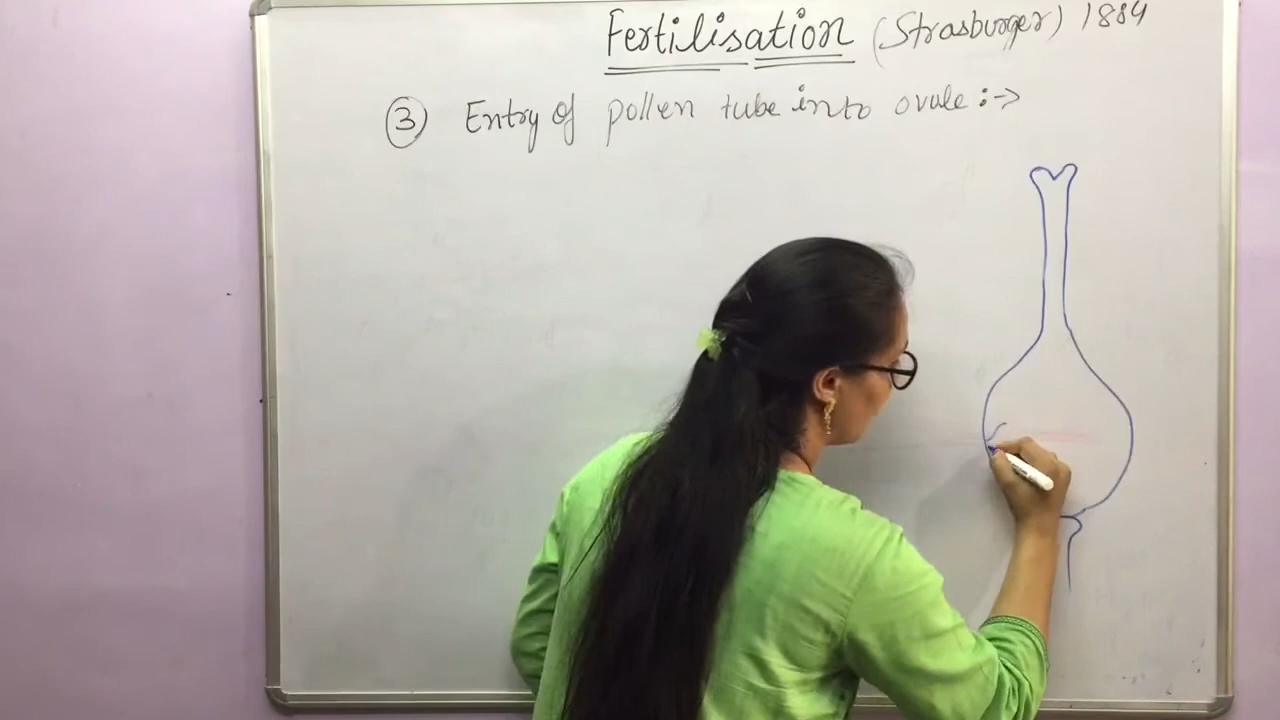 Fertilisation (Strasburger) 1884
③ Entry of pollen tube into ovule :->